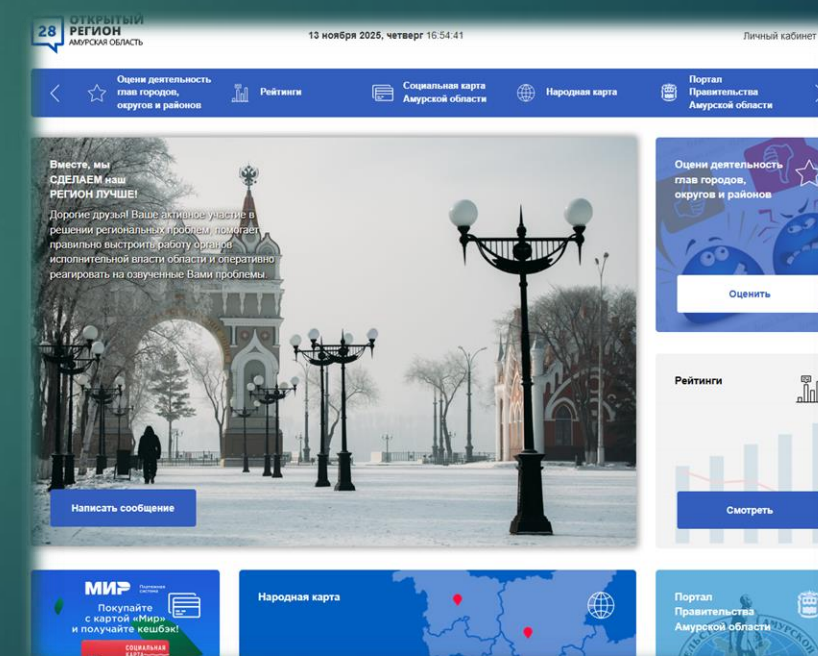 28
ОТКРЫТЫЙ
РЕГИОН
АМУРСКАЯ ОБЛАСТЬ
13 ноября 2025, четверг 16:54:41
Личный кабинет
Оцени деятельность
глав городов,
округов и районов
Рейтинги
Социальная карта
Амурской области
Народная карта
Портал
Правительства
Амурской области
Вместе, мы
СДЕЛАЕМ наш
РЕГИОН ЛУЧШЕ!
Дорогие друзья! Ваше активное участие в
решении региональных проблем, помогает
правильно выстроить работу органов
исполнительной власти области и оперативно
реагировать на озвученные Вами проблемы.
Написать сообщение
Оцени деятельность
глав городов,
округов и районов
Оценить
Рейтинги
Смотреть
МИР
Покупайте
с картой «Мир»
и получайте кешбэк!
СОЦИАЛЬНАЯ
КАРТА
Народная карта
Портал
Правительства
Амурской области